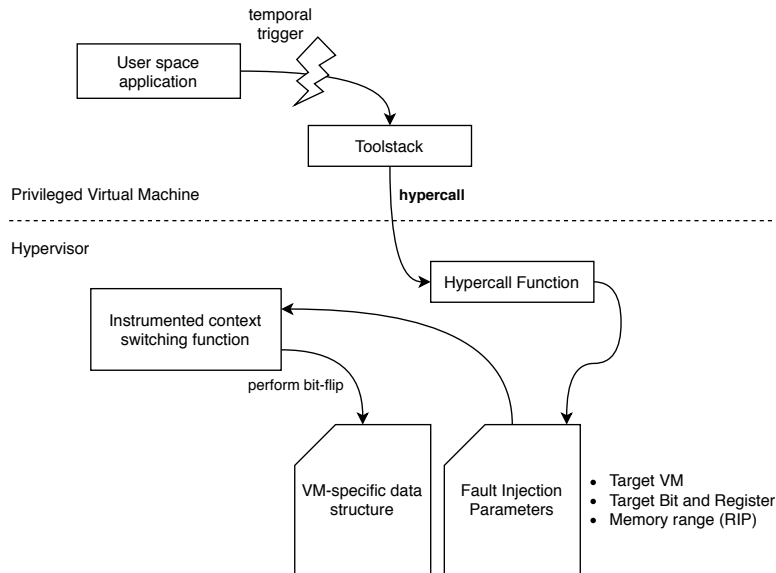 temporal
trigger
User space
application
Toolstack
Privileged Virtual Machine
hypercall
Hypervisor
Hypercall Function
Instrumented context
switching function
perform bit-flip
VM-specific data
structure
Fault Injection
Parameters
• Target VM
• Target Bit and Register
• Memory range (RIP)